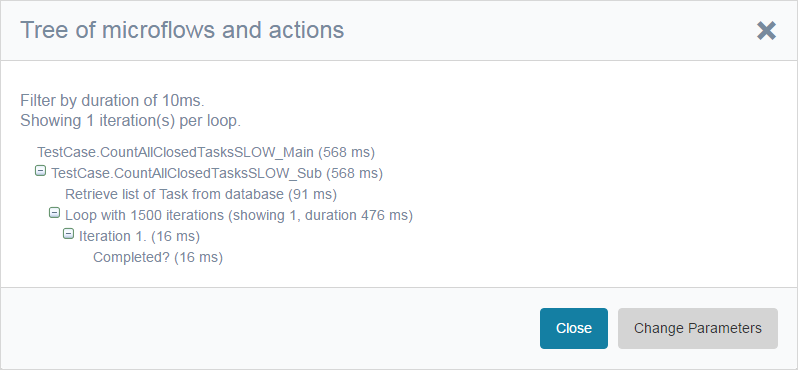 Tree of microflows and actions
Filter by duration of 10ms.
Showing 1 iteration(s) per loop.
TestCase.CountAllClosedTasksSLOW_Main (568 ms)
TestCase.CountAllClosedTasksSLOW_Sub (568 ms)
Retrieve list of Task from database (91 ms)
Loop with 1500 iterations (showing 1, duration 476 ms)
Iteration 1. (16 ms)
Completed? (16 ms)
Close
Change Parameters